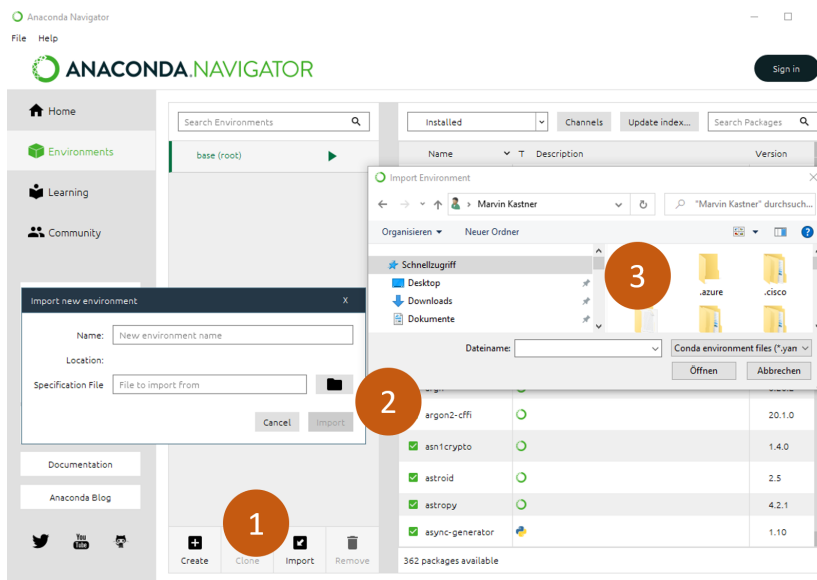 Anaconda Navigator
File Help
ANACONDA.NAVIGATOR
Sign in
Home
Environments
Learning
Community
Documentation
Anaconda Blog
You
Tube
Search Environments
base (root)
Create Clone Import Remove
Installed
Channels
Update index...
Search Packages
Name T Description Version
Import Environment
Marvin Kastner
"Marvin Kastner" durchsuch...
Organisieren Neuer Ordner
Schnellzugriff
Desktop
Downloads
Dokumente
.azure
.cisco
Dateiname:
Conda environment files (*.yan
Öffnen Abbrechen
Import new environment X
Name: New environment name
Location:
Specification File File to import from
Cancel Import
1
2
3
argon2-cffi 20.1.0
asn1crypto 1.4.0
astroid 2.5
astropy 4.2.1
async-generator 1.10
362 packages available